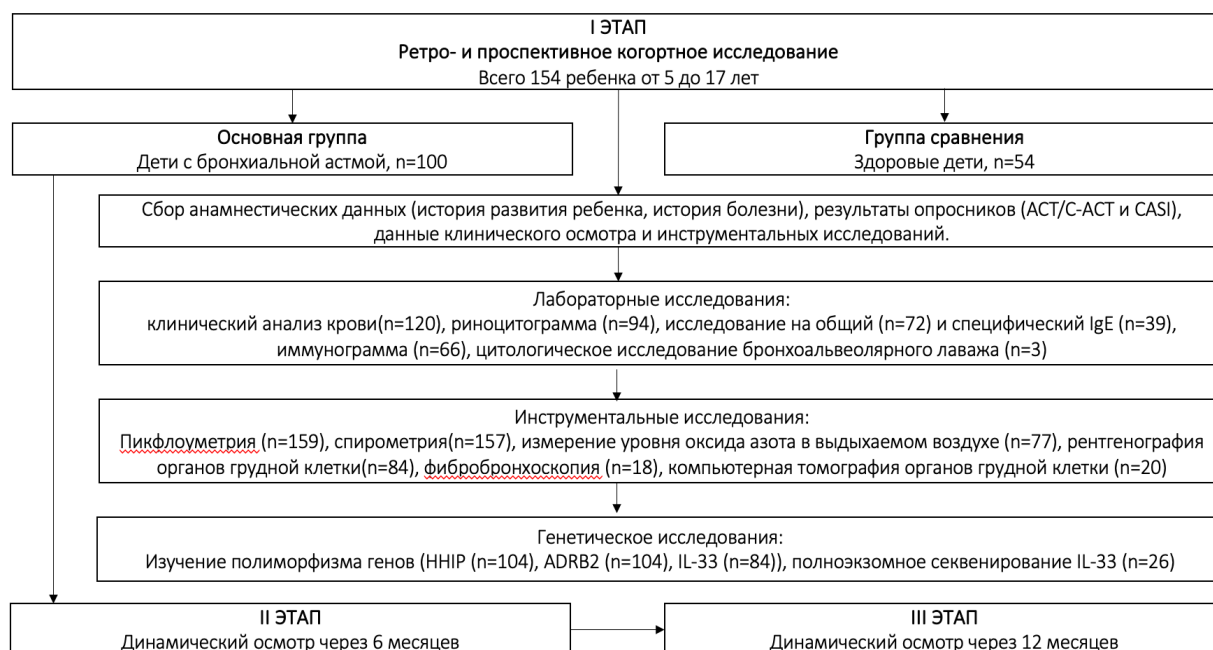 I ЭТАП
Ретро- и проспективное когортное исследование
Всего 154 ребенка от 5 до 17 лет
Основная группа
Дети с бронхиальной астмой, n=100
Группа сравнения
Здоровые дети, n=54
Сбор анамнестических данных (история развития ребенка, история болезни), результаты опросников (АСТ/С-АСТ и CASI),
данные клинического осмотра и инструментальных исследований.
Лабораторные исследования:
клинический анализ крови(n=120), риноцитограмма (n=94), исследование на общий (n=72) и специфический IgE (n=39),
иммунограмма (n=66), цитологическое исследование бронхоальвеолярного лаважа (n=3)
Инструментальные исследования:
Пикфлоуметрия (n=159), спирометрия(n=157), измерение уровня оксида азота в выдыхаемом воздухе (n=77), рентгенография
органов грудной клетки(n=84), фибробронхоскопия (n=18), компьютерная томография органов грудной клетки (n=20)
Генетическое исследования:
Изучение полиморфизма генов (HHIP (n=104), ADRB2 (n=104), IL-33 (n=84)), полноэкзомное секвенирование IL-33 (n=26)
II ЭТАП
Динамический осмотр через 6 месяцев
III ЭТАП
Динамический осмотр через 12 месяцев